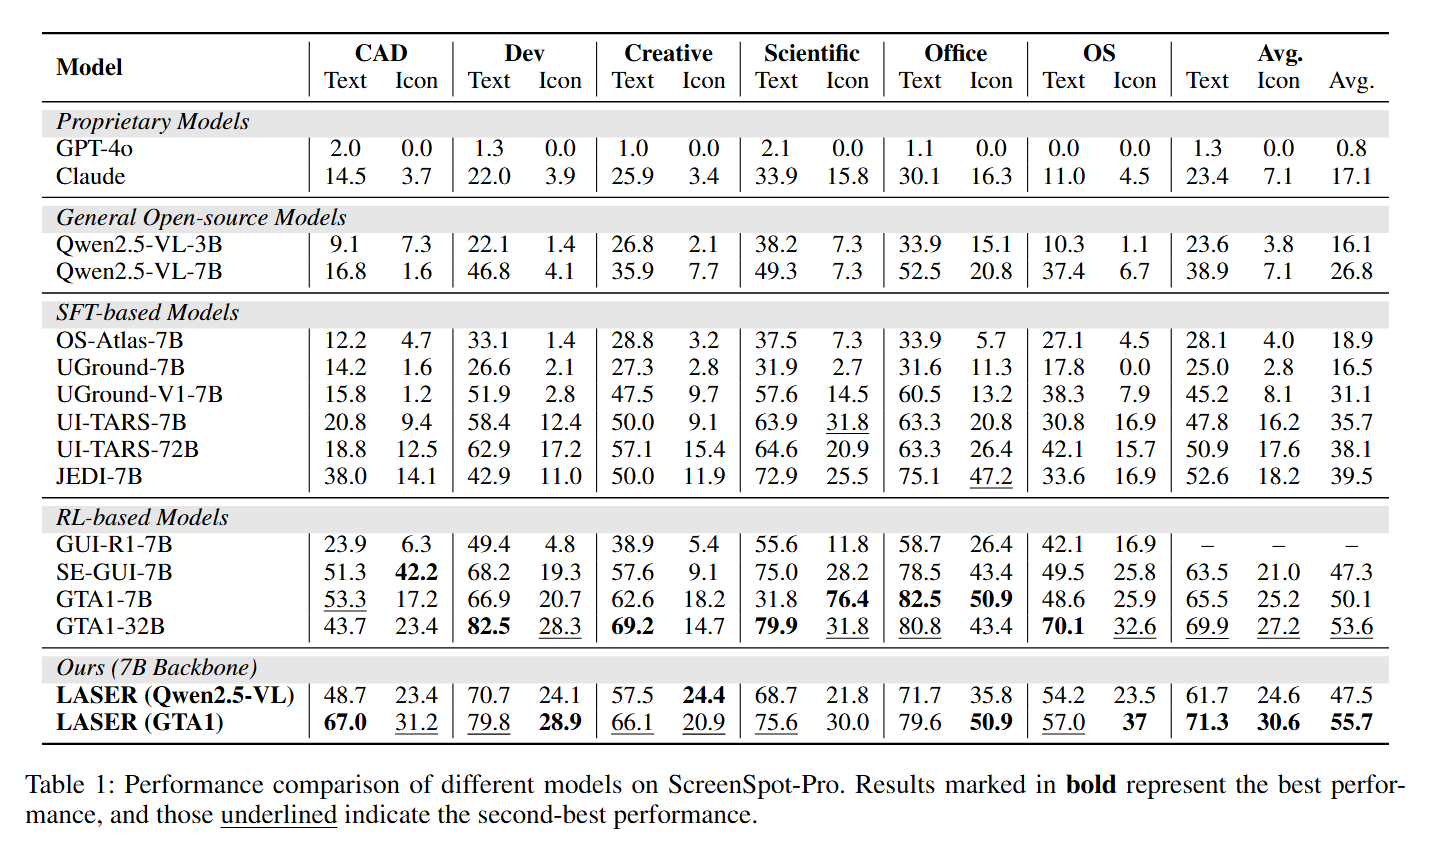 Model CAD Dev Creative Scientific Office OS Avg.
Text Icon Text Icon Text Icon Text Icon Text Icon Text Icon Text Icon Avg.
Proprietary Models
GPT-4o 2.0 0.0 1.3 0.0 1.0 0.0 2.1 0.0 1.1 0.0 0.0 0.0 1.3 0.0 0.8
Claude 14.5 3.7 22.0 3.9 25.9 3.4 33.9 15.8 30.1 16.3 11.0 4.5 23.4 7.1 17.1
General Open-source Models
Qwen2.5-VL-3B 9.1 7.3 22.1 1.4 26.8 2.1 38.2 7.3 33.9 15.1 10.3 1.1 23.6 3.8 16.1
Qwen2.5-VL-7B 16.8 1.6 46.8 4.1 35.9 7.7 49.3 7.3 52.5 20.8 37.4 6.7 38.9 7.1 26.8
SFT-based Models
OS-Atlas-7B 12.2 4.7 33.1 1.4 28.8 3.2 37.5 7.3 33.9 5.7 27.1 4.5 28.1 4.0 18.9
UGround-7B 14.2 1.6 26.6 2.1 27.3 2.8 31.9 2.7 31.6 11.3 17.8 0.0 25.0 2.8 16.5
UGround-V1-7B 15.8 1.2 51.9 2.8 47.5 9.7 57.6 14.5 60.5 13.2 38.3 7.9 45.2 8.1 31.1
UI-TARS-7B 20.8 9.4 58.4 12.4 50.0 9.1 63.9 31.8 63.3 20.8 30.8 16.9 47.8 16.2 35.7
UI-TARS-72B 18.8 12.5 62.9 17.2 57.1 15.4 64.6 20.9 63.3 26.4 42.1 15.7 50.9 17.6 38.1
JEDI-7B 38.0 14.1 42.9 11.0 50.0 11.9 72.9 25.5 75.1 47.2 33.6 16.9 52.6 18.2 39.5
RL-based Models
GUI-R1-7B 23.9 6.3 49.4 4.8 38.9 5.4 55.6 11.8 58.7 26.4 42.1 16.9 – – –
SE-GUI-7B 51.3 42.2 68.2 19.3 57.6 9.1 75.0 28.2 78.5 43.4 49.5 25.8 63.5 21.0 47.3
GTA1-7B 53.3 17.2 66.9 20.7 62.6 18.2 31.8 76.4 82.5 50.9 48.6 25.9 65.5 25.2 50.1
GTA1-32B 43.7 23.4 82.5 28.3 69.2 14.7 79.9 31.8 80.8 43.4 70.1 32.6 69.9 27.2 53.6
Ours (7B Backbone)
LASER (Qwen2.5-VL) 48.7 23.4 70.7 24.1 57.5 24.4 68.7 21.8 71.7 35.8 54.2 23.5 61.7 24.6 47.5
LASER (GTA1) 67.0 31.2 79.8 28.9 66.1 20.9 75.6 30.0 79.6 50.9 57.0 37 71.3 30.6 55.7
Table 1: Performance comparison of different models on ScreenSpot-Pro. Results marked in bold represent the best perfor-
mance, and those underlined indicate the second-best performance.